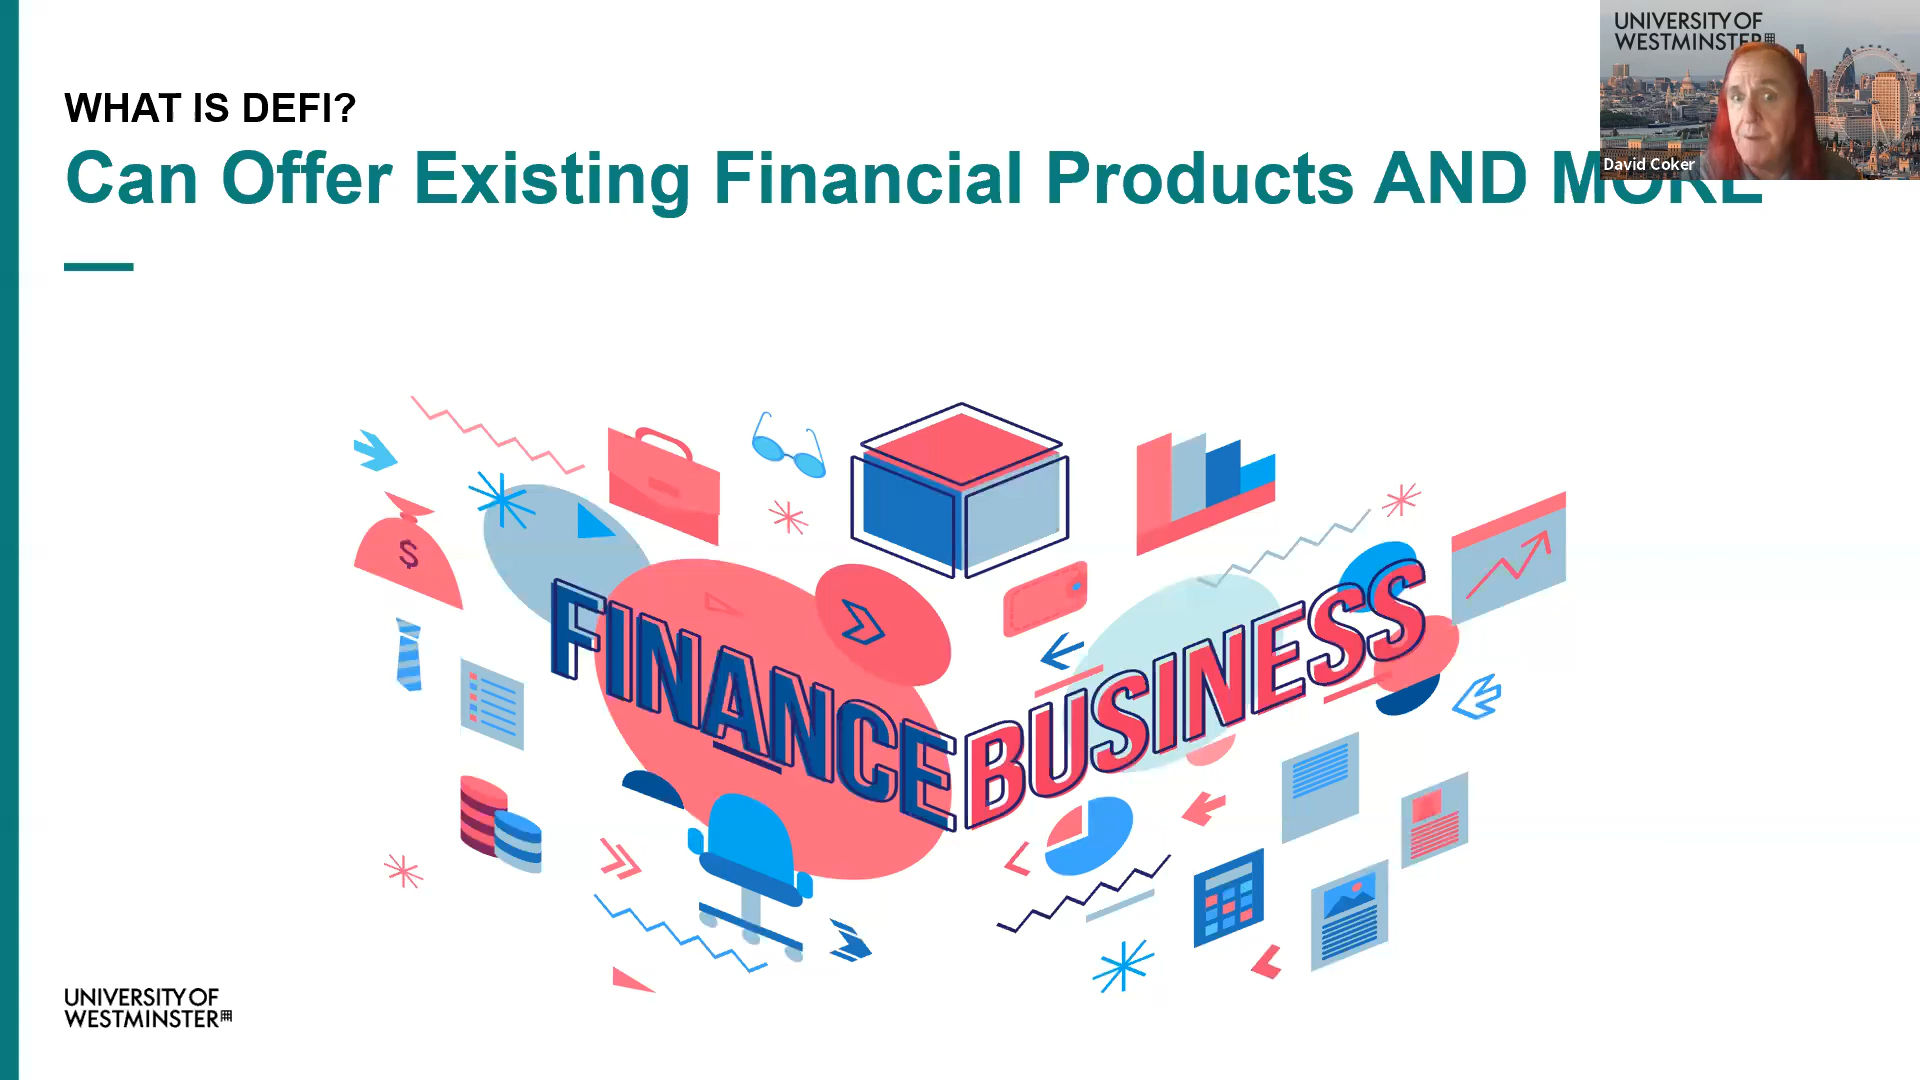 WHAT IS DEFI?
Can Offer Existing Financial Products AND MORE
UNIVERSITY OF
WESTMINSTER
David Coker
$
FINANCE
BUSINESS
UNIVERSITY OF
WESTMINSTER